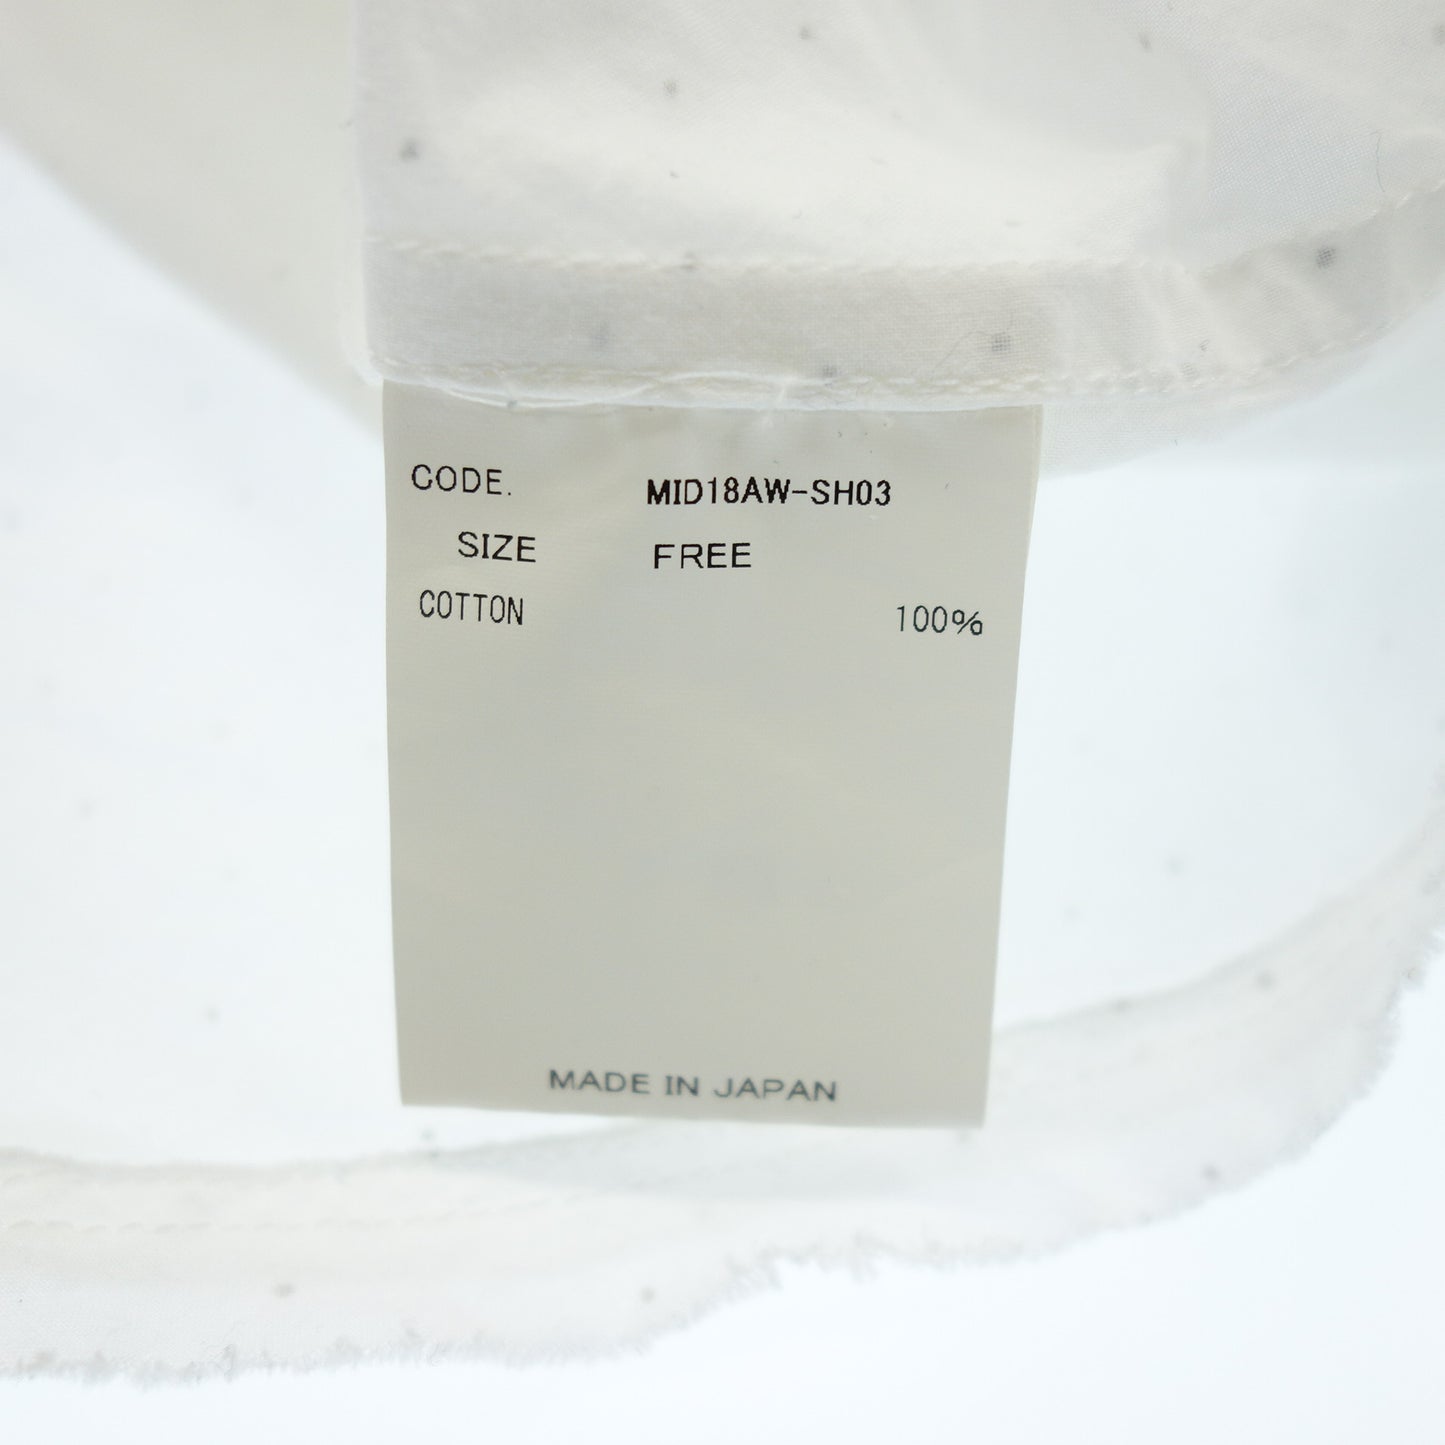 CODE. MID18AW-SH03
SIZE FREE
COTTON 100%
MADE IN JAPAN